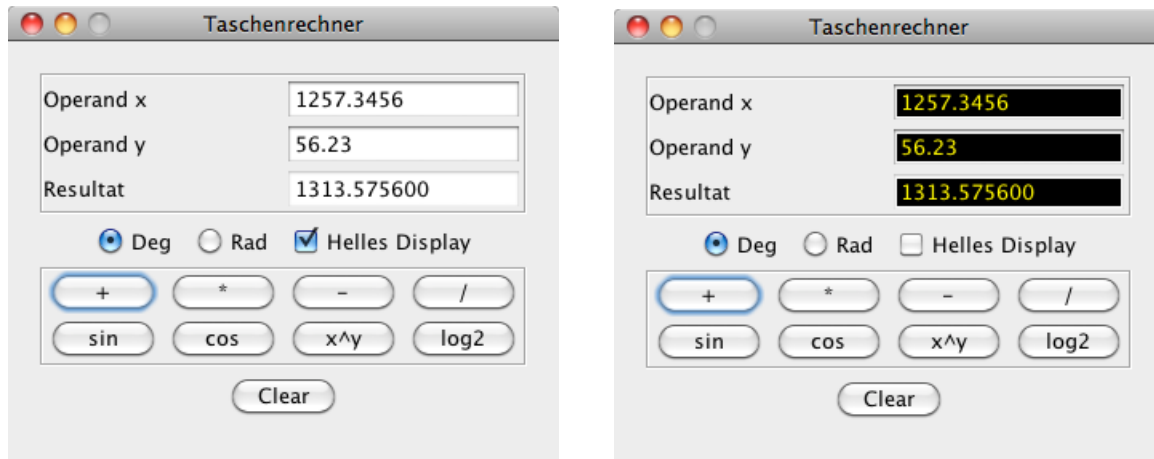 Taschenrechner
Operand x 1257.3456
Operand y 56.23
Resultat 1313.575600
Deg Rad Helles Display
+ * - /
sin cos x^y log2
Clear
Taschenrechner
Operand x 1257.3456
Operand y 56.23
Resultat 1313.575600
Deg Rad Helles Display
+ * - /
sin cos x^y log2
Clear